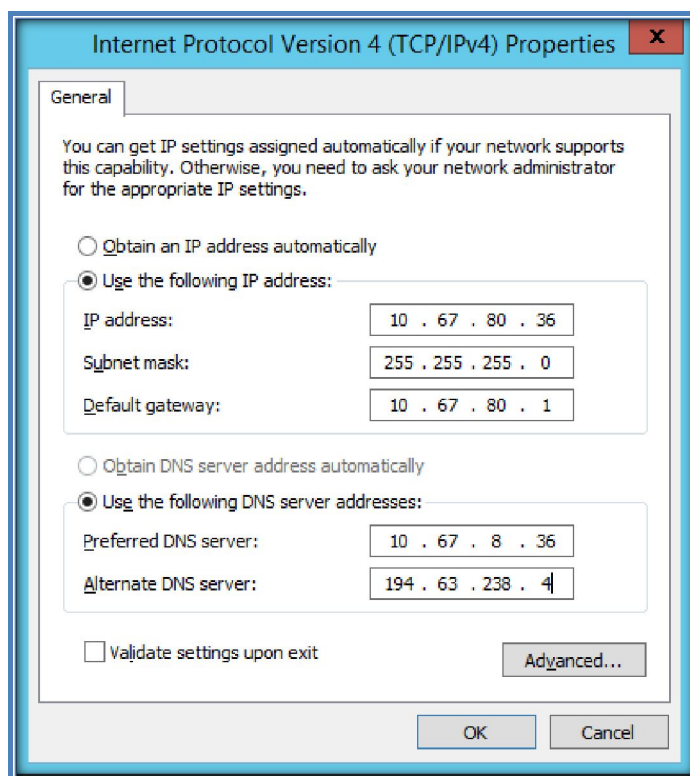 Internet Protocol Version 4 (TCP/IPv4) Properties
x
General
You can get IP settings assigned automatically if your network supports
this capability. Otherwise, you need to ask your network administrator
for the appropriate IP settings.
Obtain an IP address automatically
Use the following IP address:
IP address: 10 . 67 . 80 . 36
Subnet mask: 255 . 255 . 255 . 0
Default gateway: 10 . 67 . 80 . 1
Obtain DNS server address automatically
Use the following DNS server addresses:
Preferred DNS server: 10 . 67 . 8 . 36
Alternate DNS server: 194 . 63 . 238 . 4
Validate settings upon exit
Advanced...
OK Cancel